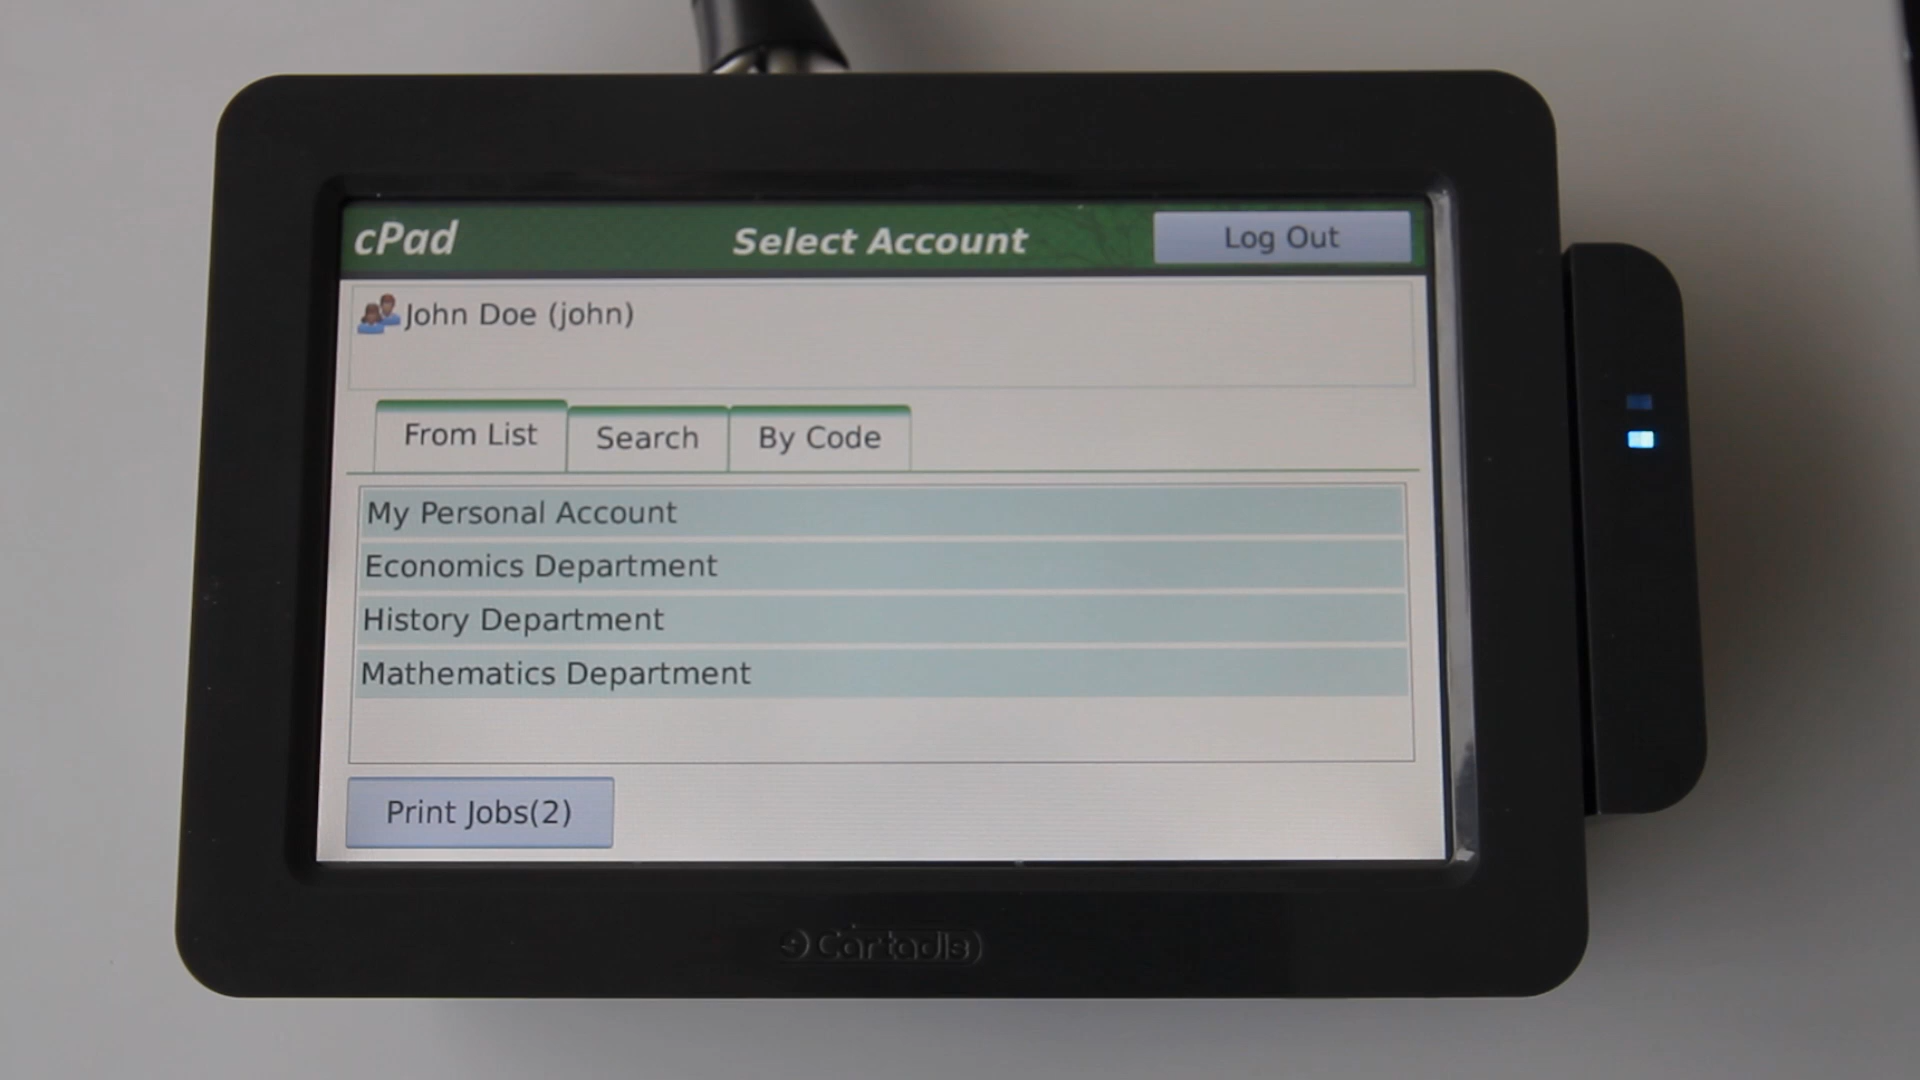 cPad
Select Account
Log Out
John Doe (john)
From List
Search
By Code
My Personal Account
Economics Department
History Department
Mathematics Department
Print Jobs(2)
Cartadis